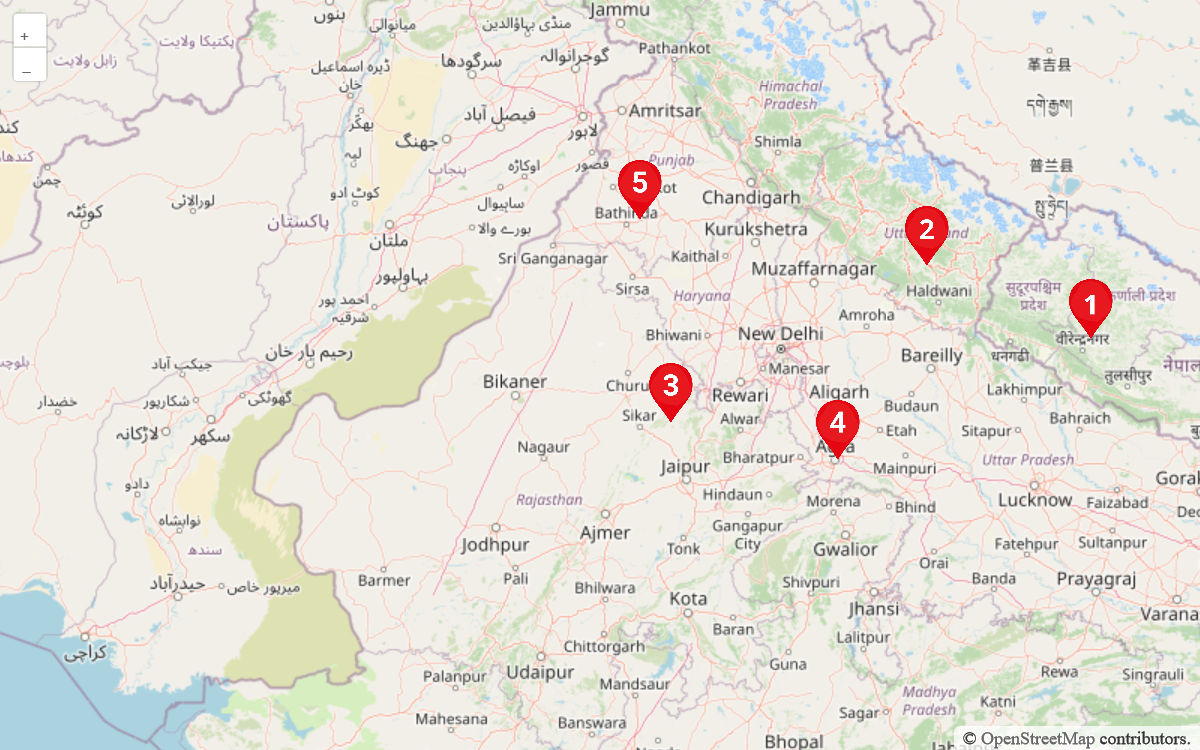 +
–
بنوں
میانوالی
منڈی بہاؤالدین
Jammu
پکتیکا ولایت
زابل ولایت
ڈیرہ اسماعیل
خان
سرگودھا
گوجرانوالہ
Pathankot
革吉县
Himachal
Pradesh
དགེ་རྒྱས།
بھکر
فیصل آباد
Amritsar
لاہور
جھنگ
Shimla
لیہ
قصور
پنجاب
اوکاڑہ
Punjab
普兰县
چمن
کوٹ ادو
5
Chandigarh
لورالائی
ساہیوال
سྤུ་ཧྲེང་།
کوئٹہ
پاکستان
Bathinda
2
ملتان
بورے والا
Kurukshetra
Sri Ganganagar
Kaithal
Muzaffarnagar
بہاولپور
Sirsa
Haldwani
सुदूरपश्चिम
प्रदेश
कर्णाली प्रदेश
Haryana
1
احمد پور
شرقیہ
Amroha
Bhiwani
New Delhi
वीरेन्द्रनगर
رحیم یار خان
Bareilly
धनगढी
नेपाल
جیکب آباد
Manesar
तुलसीपुर
Bikaner
Churu
3
Rewari
Aligarh
Lakhimpur
خضدار
شکارپور
گھوٹکی
Budaun
Sikar
Alwar
4
Bahraich
لاڑکانہ
سکھر
Etah
Sitapur
Nagaur
Agra
Jaipur
Bharatpur
Mainpuri
Uttar Pradesh
دادو
Rajasthan
Hindaun
Morena
Bhind
Lucknow
Faizabad
نوابشاہ
Ajmer
Gangapur
City
سندھ
Jodhpur
Tonk
Gwalior
Fatehpur
Sultanpur
Orai
Barmer
Pali
حیدرآباد
میرپور خاص
Bhilwara
Shivpuri
Banda
Prayagraj
Kota
Jhansi
Varana
Baran
کراچی
Chittorgarh
Lalitpur
Udaipur
Guna
Palanpur
Mandsaur
Rewa
Singrauli
Madhya
Pradesh
Katni
Mahesana
Banswara
Sagar
Bhopal
© OpenStreetMap contributors.